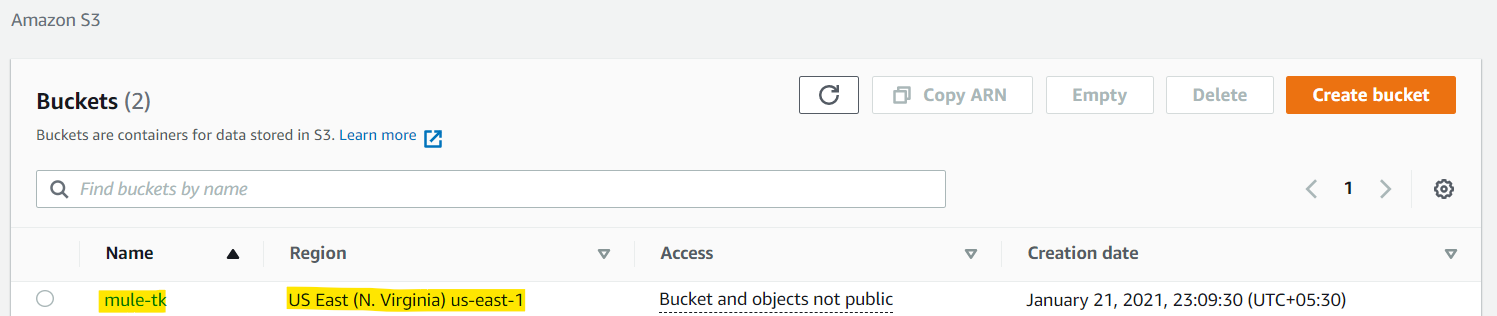 Amazon S3
Buckets (2)
Copy ARN
Empty
Delete
Create bucket
Buckets are containers for data stored in S3. Learn more
Find buckets by name
1
Name
Region
Access
Creation date
mule-tk
US East (N. Virginia) us-east-1
Bucket and objects not public
January 21, 2021, 23:09:30 (UTC+05:30)